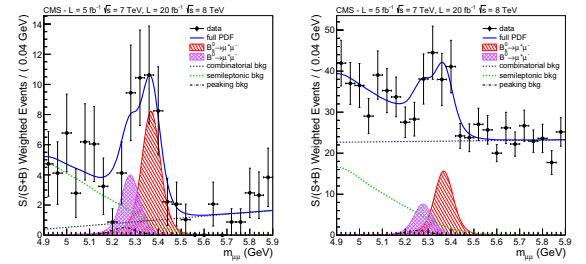 CMS - L = 5 fb⁻¹ √s = 7 TeV, L = 20 fb⁻¹ √s = 8 TeV
S/(S+B) Weighted Events / ( 0.04 GeV)
14
12
10
8
6
4
2
0
data
full PDF
B⁰ₛ→μ⁺μ⁻
B⁰→μ⁺μ⁻
combinatorial bkg
semileptonic bkg
peaking bkg
4.9 5 5.1 5.2 5.3 5.4 5.5 5.6 5.7 5.8 5.9
m_μμ (GeV)
CMS - L = 5 fb⁻¹ √s = 7 TeV, L = 20 fb⁻¹ √s = 8 TeV
S/(S+B) Weighted Events / ( 0.04 GeV)
50
40
30
20
10
0
data
full PDF
B⁰ₛ→μ⁺μ⁻
B⁰→μ⁺μ⁻
combinatorial bkg
semileptonic bkg
peaking bkg
4.9 5 5.1 5.2 5.3 5.4 5.5 5.6 5.7 5.8 5.9
m_μμ (GeV)